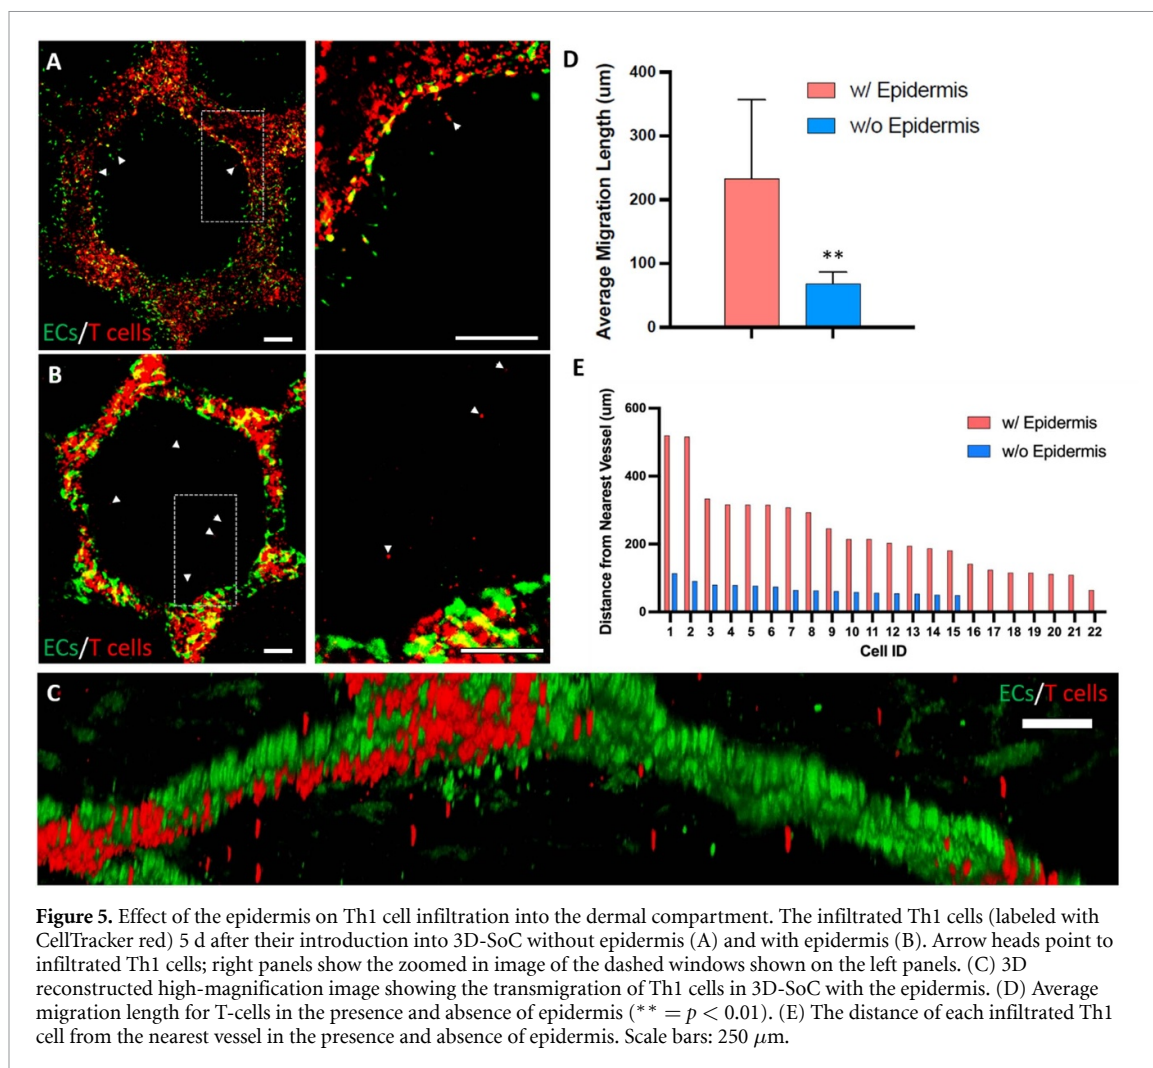 A
ECs/T cells
B
ECs/T cells
D
Average Migration Length (um)
400
300
200
100
0
w/ Epidermis
w/o Epidermis
**
E
Distance from Nearest Vessel (um)
600
400
200
0
w/ Epidermis
w/o Epidermis
1 2 3 4 5 6 7 8 9 10 11 12 13 14 15 16 17 18 19 20 21 22
Cell ID
C
ECs/T cells
Figure 5. Effect of the epidermis on Th1 cell infiltration into the dermal compartment. The infiltrated Th1 cells (labeled with
CellTracker red) 5 d after their introduction into 3D-SoC without epidermis (A) and with epidermis (B). Arrow heads point to
infiltrated Th1 cells; right panels show the zoomed in image of the dashed windows shown on the left panels. (C) 3D
reconstructed high-magnification image showing the transmigration of Th1 cells in 3D-SoC with the epidermis. (D) Average
migration length for T-cells in the presence and absence of epidermis (** = p < 0.01). (E) The distance of each infiltrated Th1
cell from the nearest vessel in the presence and absence of epidermis. Scale bars: 250 μm.